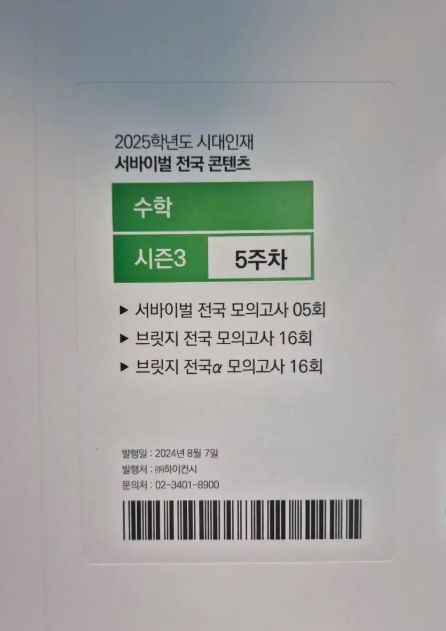 2025학년도 시대인재
서바이벌 전국 콘텐츠
수학
시즌3 5주차
▶ 서바이벌 전국 모의고사 05회
▶ 브릿지 전국 모의고사 16회
▶ 브릿지 전국α 모의고사 16회
발행일 : 2024년 8월 7일
발행처 : ㈜하이컨시
문의처 : 02-3401-8900